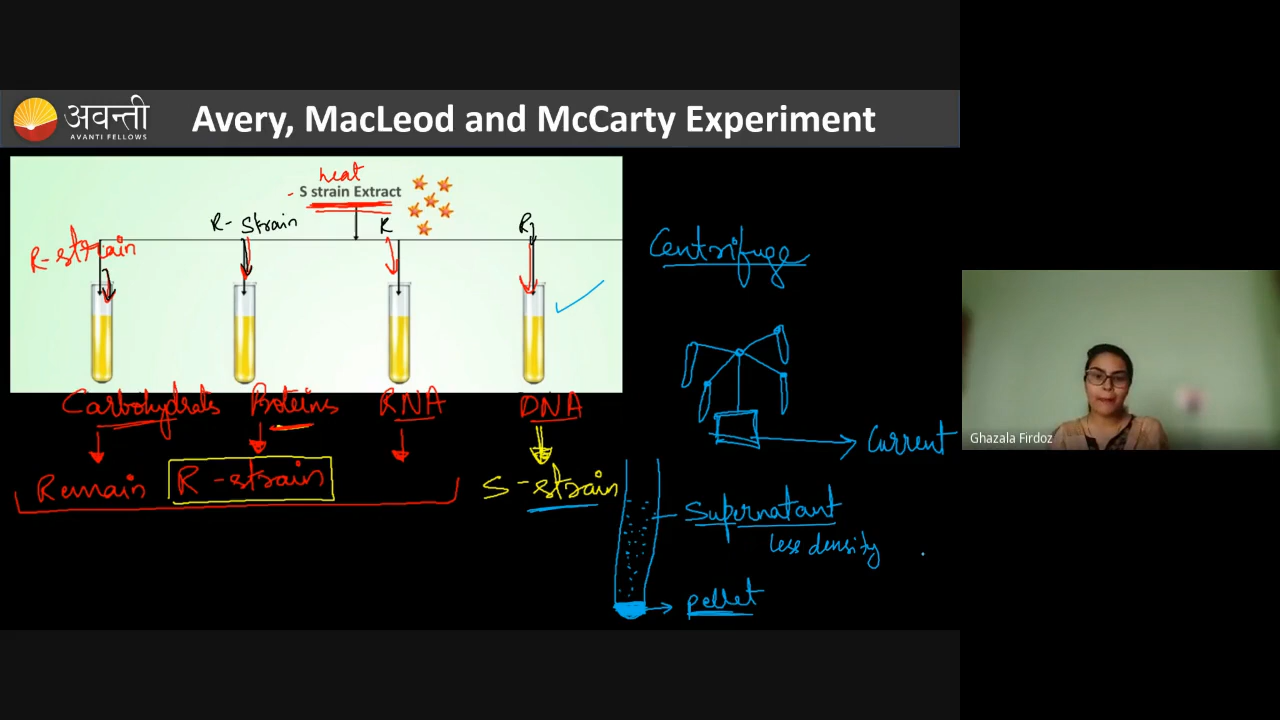 अवन्ती
AVANTI FELLOWS
Avery, MacLeod and McCarty Experiment
heat
- S strain Extract
R-strain
R- Strain
R
R
Centrifuge
Carbohydrates
Proteins
RNA
DNA
Current
Remain
R -strain
S-strain
Supernatant
less density
pellet
Ghazala Firdoz